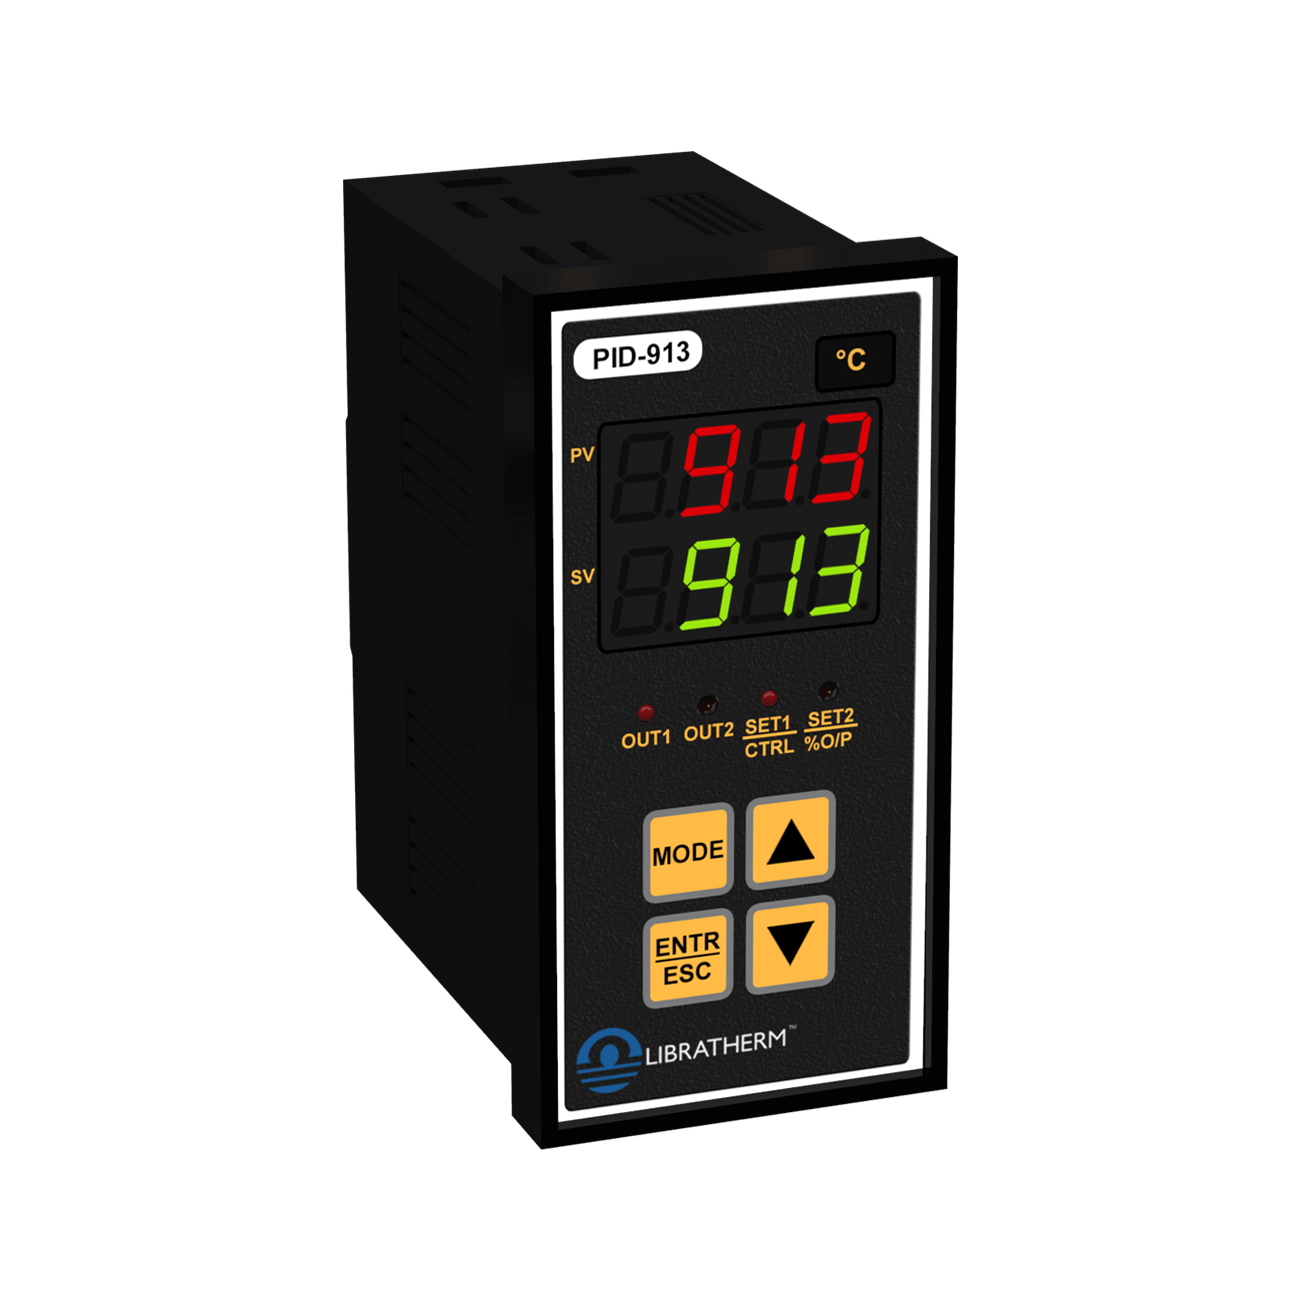 PID-913
°C
PV
913
SV
913
OUT1 OUT2 SET1 SET2
CTRL %O/P
MODE
ENTR
ESC
LIBRATHERM™